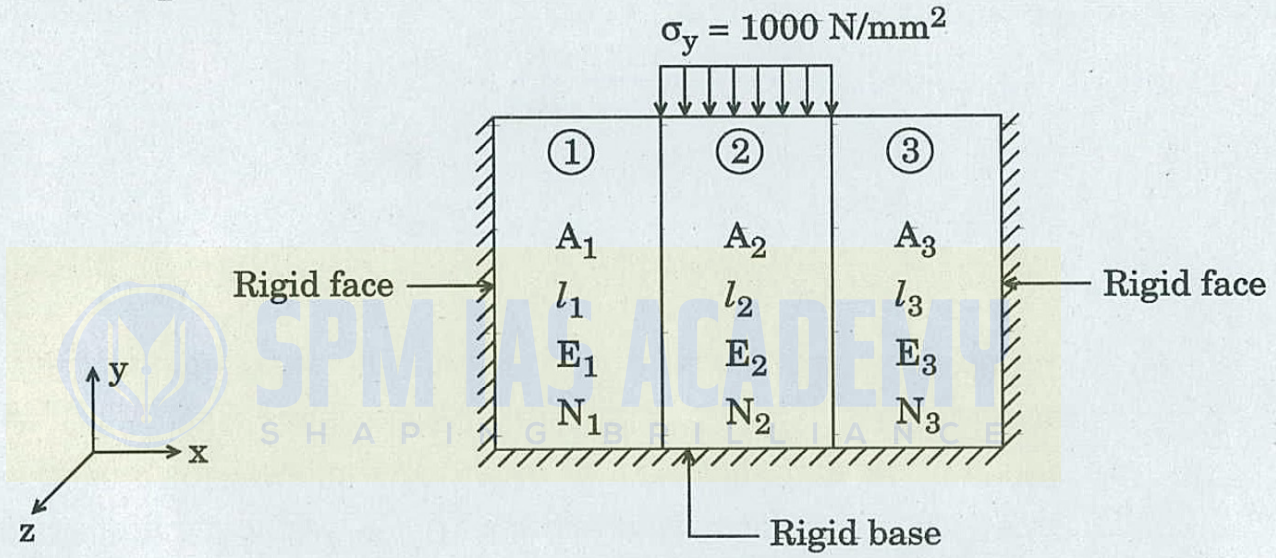 σy = 1000 N/mm²
① ② ③
A₁ A₂ A₃
Rigid face l₁ l₂ l₃ Rigid face
E₁ E₂ E₃
N₁ N₂ N₃
SPM IAS ACADEMY
SHAPING BRILLIANCE
y
x
z
Rigid base